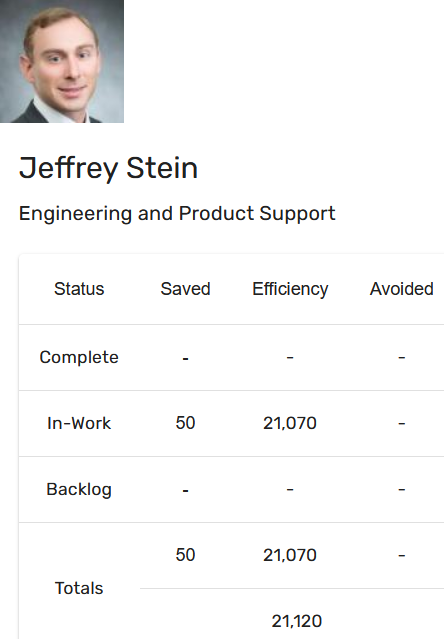 Jeffrey Stein
Engineering and Product Support
Status Saved Efficiency Avoided
Complete - - -
In-Work 50 21,070 -
Backlog - - -
50 21,070 -
Totals
21,120